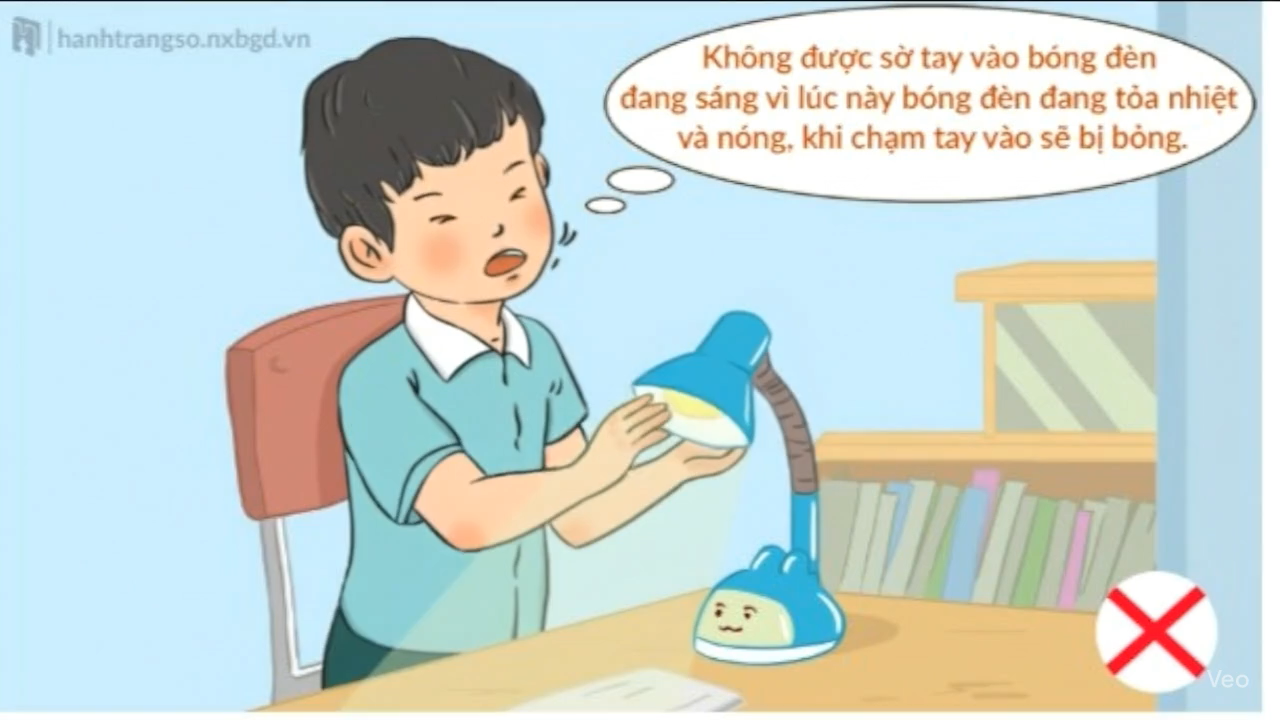 hanhtrangso.nxbgd.vn
Không được sờ tay vào bóng đèn
đang sáng vì lúc này bóng đèn đang tỏa nhiệt
và nóng, khi chạm tay vào sẽ bị bỏng.
Veo